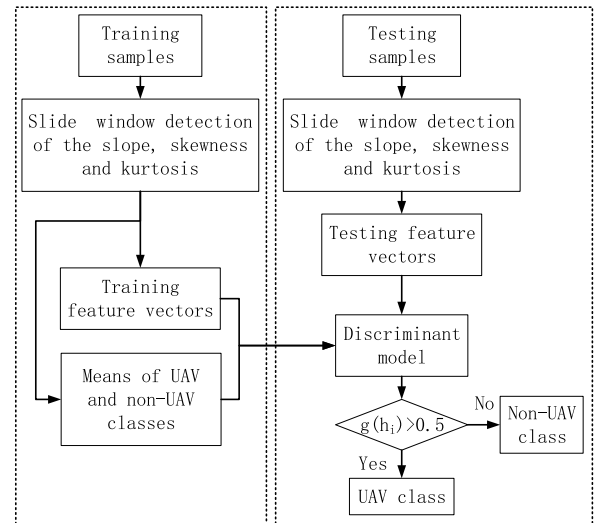 Training
samples
Slide window detection
of the slope, skewness
and kurtosis
Training
feature vectors
Means of UAV
and non-UAV
classes
Testing
samples
Slide window detection
of the slope, skewness
and kurtosis
Testing feature
vectors
Discriminant
model
g(hᵢ)>0.5
No
Non-UAV
class
Yes
UAV class